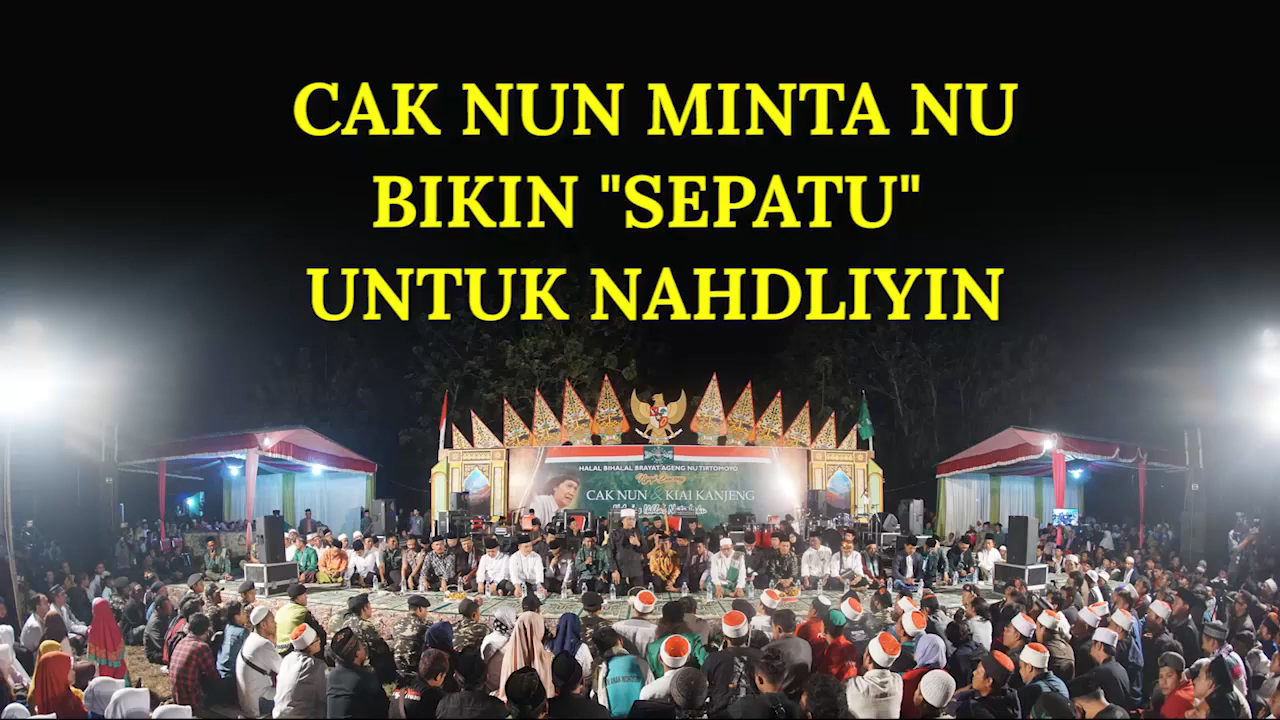 CAK NUN MINTA NU
BIKIN "SEPATU"
UNTUK NAHDLIYIN
HALAL BIHALAL BRAYAT AGENG NU TIRTOMOYO
CAK NUN & KIAI KANJENG